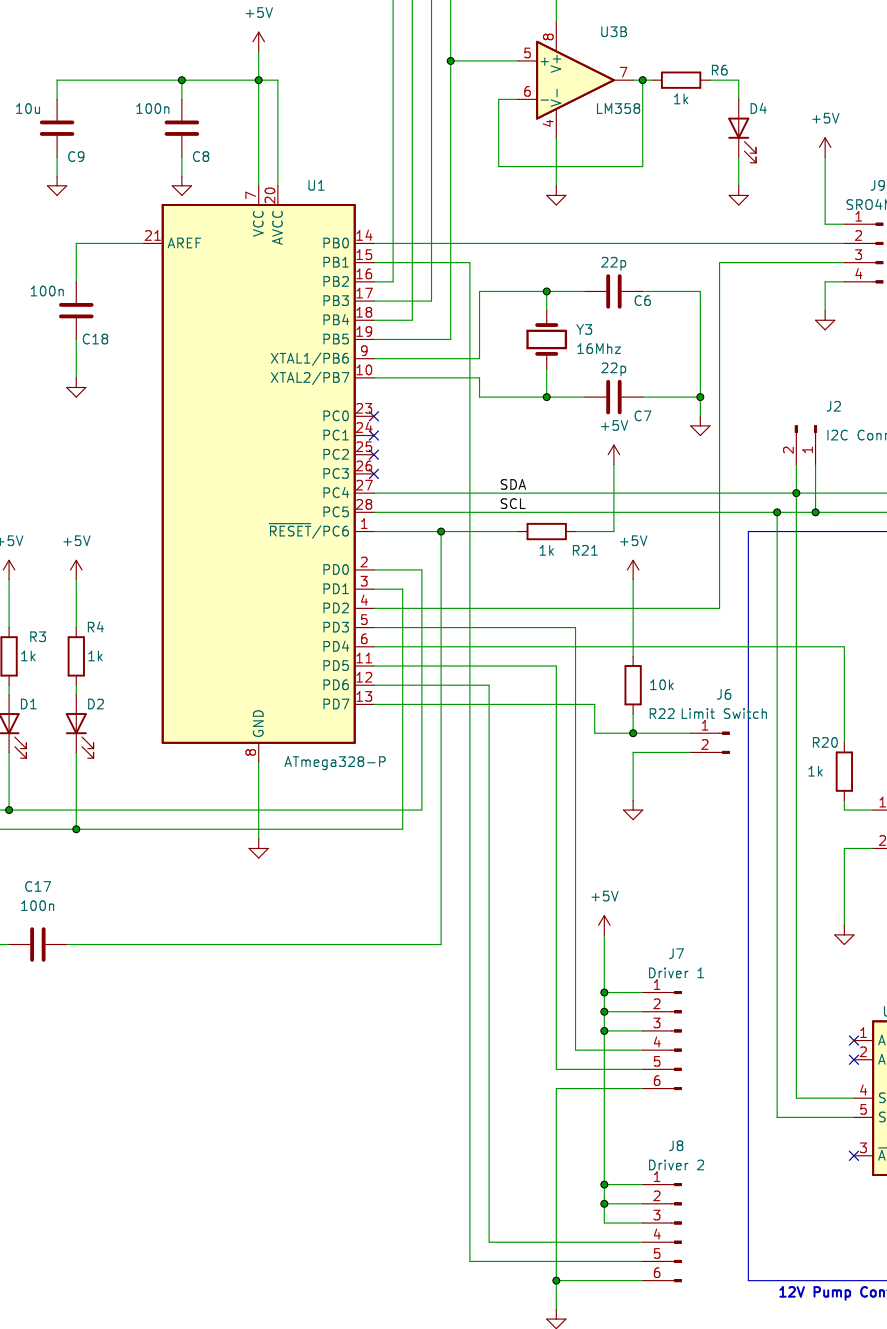 +5V
U3B
5
+
8
V+
7
6
-
V-
4
LM358
R6
1k
D4
+5V
10u
C9
100n
C8
J9
1
2
3
4
U1
7
20
VCC
AVCC
21
AREF
100n
C18
PB0
14
PB1
15
PB2
16
PB3
17
PB4
18
PB5
19
XTAL1/PB6
9
XTAL2/PB7
10
PC0
23
PC1
24
PC2
25
PC3
26
PC4
27
PC5
28
RESET/PC6
1
PD0
2
PD1
3
PD2
4
PD3
5
PD4
6
PD5
11
PD6
12
PD7
13
GND
8
ATmega328-P
22p
C6
Y3
16Mhz
22p
C7
+5V
SDA
SCL
1k
R21
J2
I2C Conn
2
1
+5V
+5V
R3
1k
R4
1k
D1
D2
+5V
10k
R22
J6
Limit Switch
1
2
R20
1k
1
2
C17
100n
+5V
J7
Driver 1
1
2
3
4
5
6
J8
Driver 2
1
2
3
4
5
6
1
A
2
A
4
S
5
S
3
A
12V Pump Con